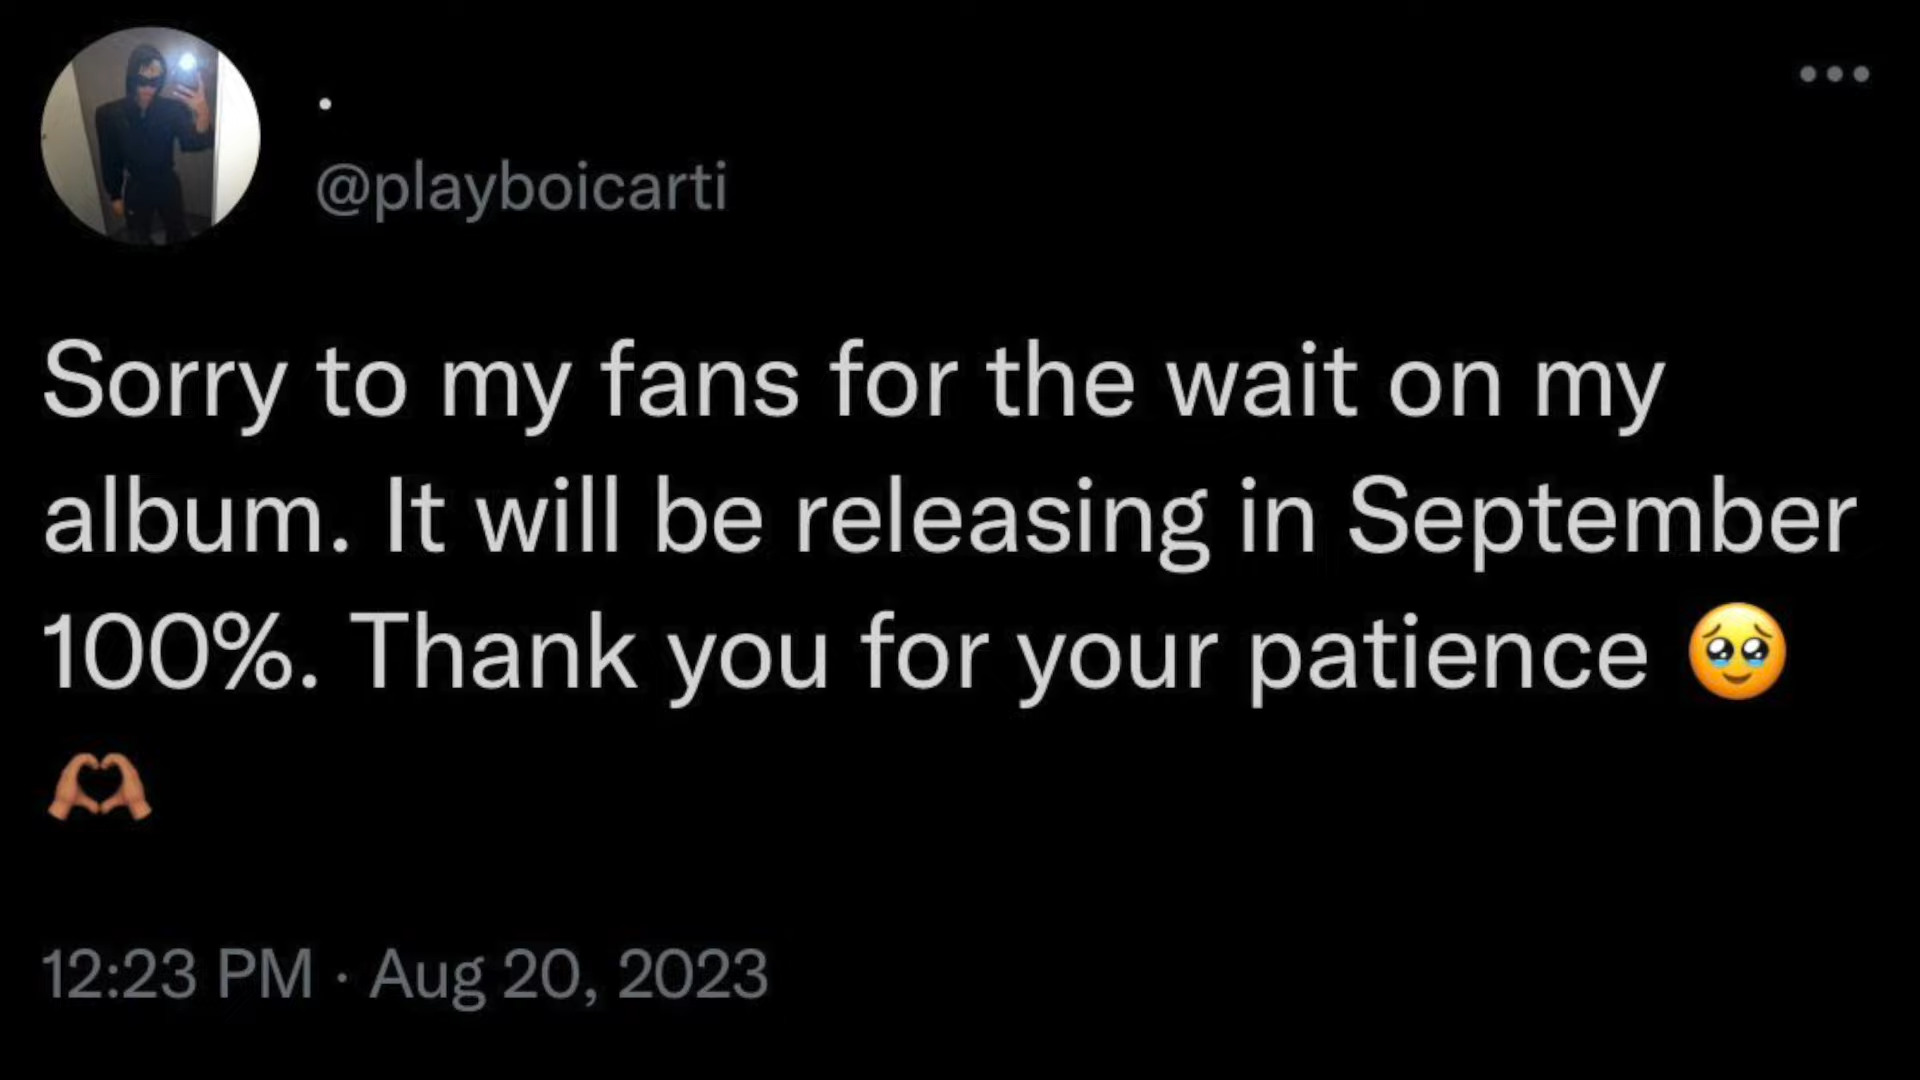 .
@playboicarti
Sorry to my fans for the wait on my
album. It will be releasing in September
100%. Thank you for your patience 🥹
🫶🏽
12:23 PM · Aug 20, 2023